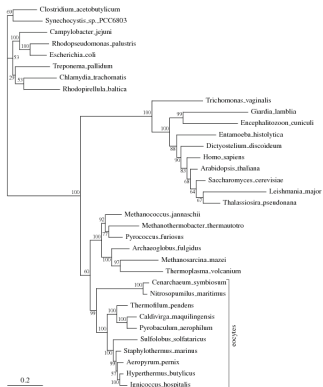 Clostridium_acetobutylicum
Synechocystis_sp._PCC6803
Campylobacter_jejuni
Rhodopseudomonas_palustris
Escherichia_coli
Treponema_pallidum
Chlamydia_trachomatis
Rhodopirellula_baltica
Trichomonas_vaginalis
Giardia_lamblia
Encephalitozoon_cuniculi
Entamoeba_histolytica
Dictyostelium_discoideum
Homo_sapiens
Arabidopsis_thaliana
Saccharomyces_cerevisiae
Leishmania_major
Thalassiosira_pseudonana
Methanococcus_jannaschii
Methanothermobacter_thermautotro
Pyrococcus_furiosus
Archaeoglobus_fulgidus
Methanosarcina_mazei
Thermoplasma_volcanium
Cenarchaeum_symbiosum
Nitrosopumilus_maritimus
Thermofilum_pendens
Caldivirga_maquilingensis
Pyrobaculum_aerophilum
Sulfolobus_solfataricus
Staphylothermus_marinus
Aeropyrum_pernix
Hyperthermus_butylicus
Ignicoccus_hospitalis
eocytes
0.2